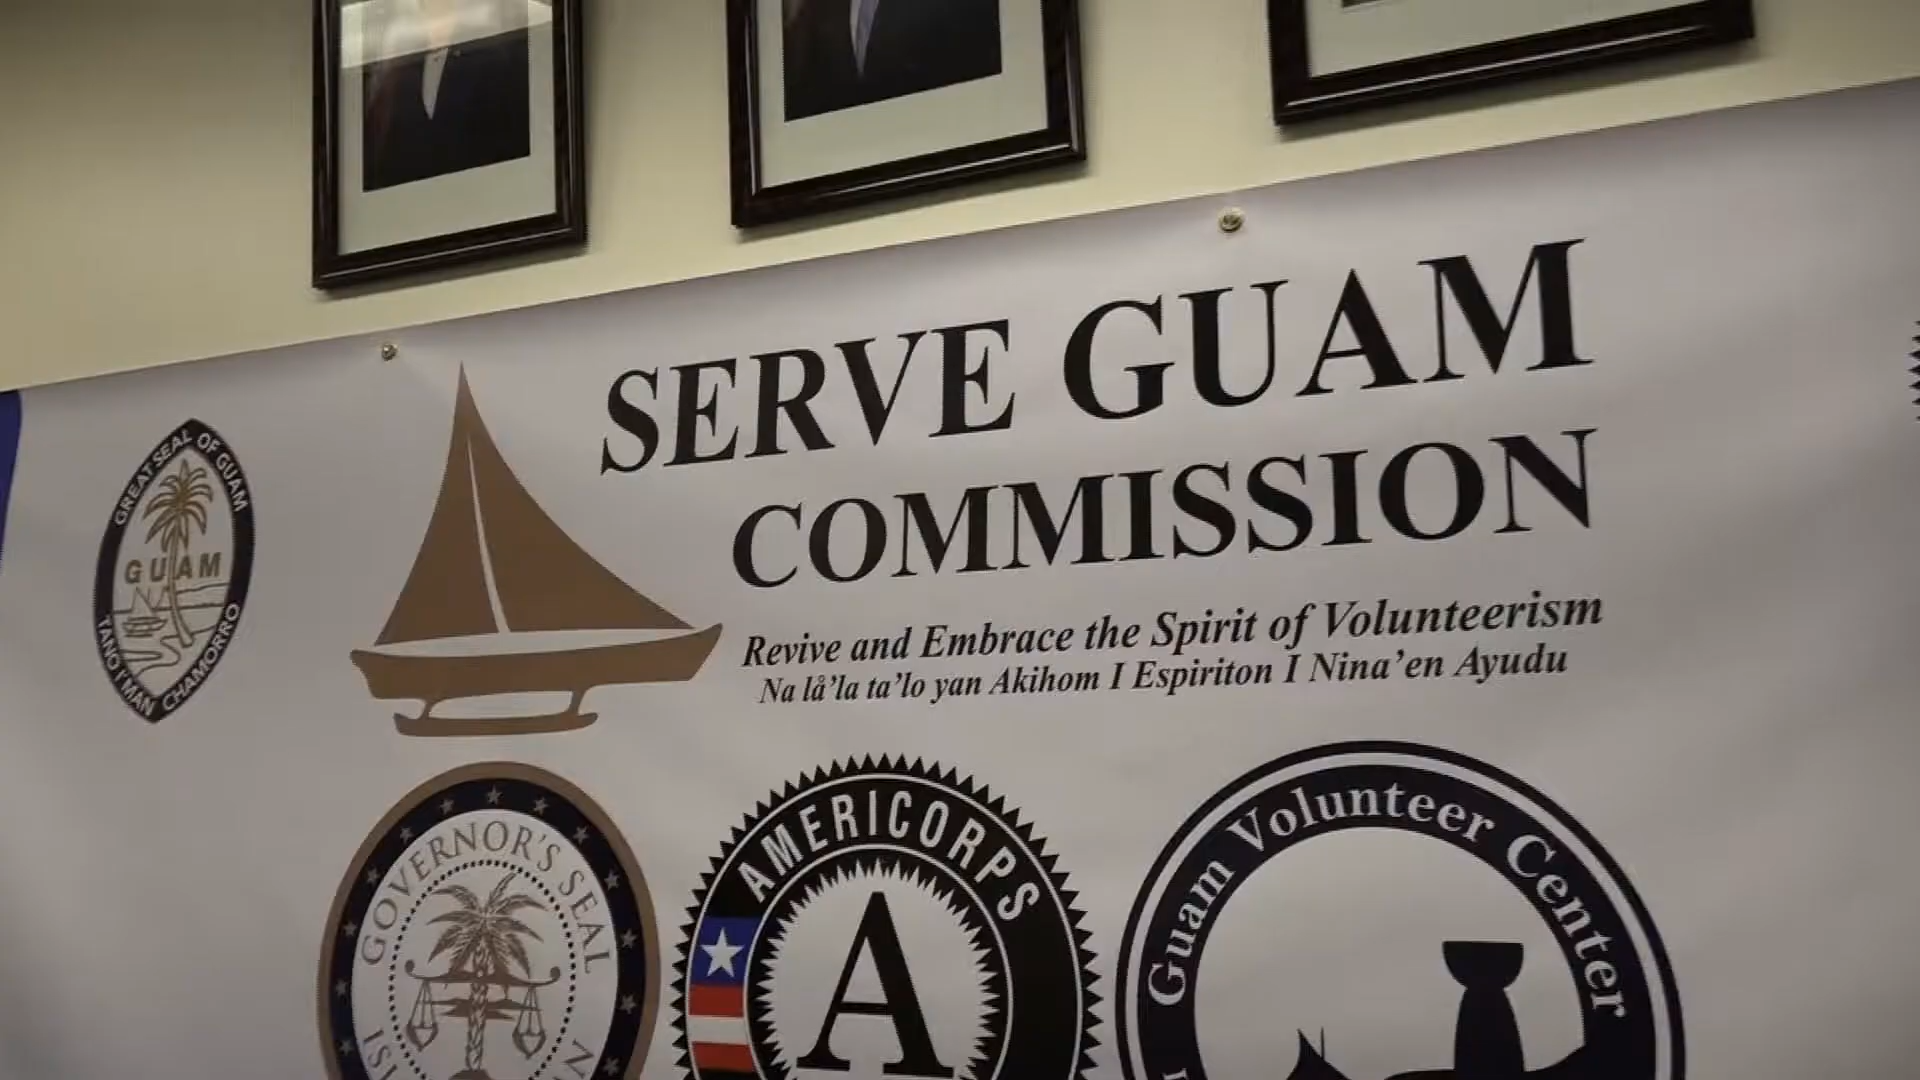 SERVE GUAM
COMMISSION
Revive and Embrace the Spirit of Volunteerism
Na lå'la ta'lo yan Akihom I Espiriton I Nina'en Ayudu
GREAT SEAL OF GUAM
GUAM
TANO I'MAN CHAMORRO
GOVERNOR'S SEAL
AMERICORPS
A
Guam Volunteer Center